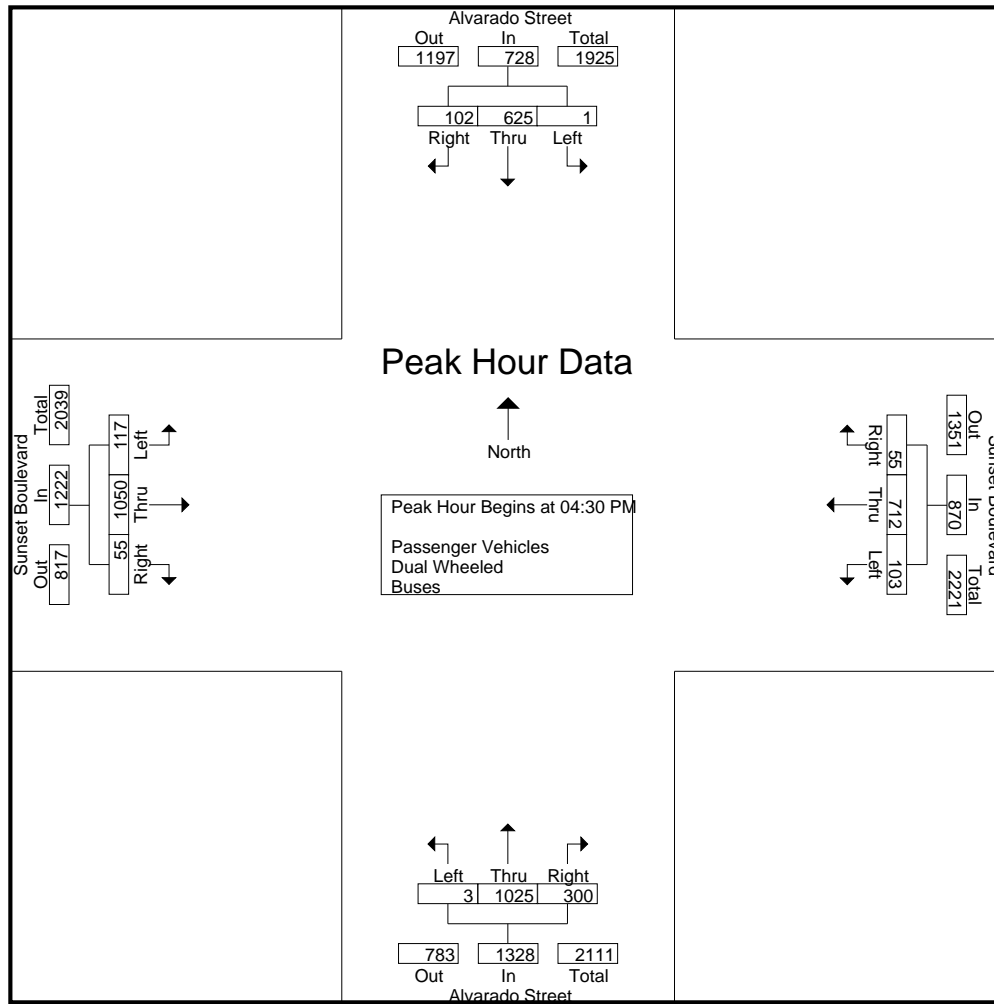 Alvarado Street
Out In Total
1197 728 1925
102 625 1
Right Thru Left
Peak Hour Data
North
Peak Hour Begins at 04:30 PM
Passenger Vehicles
Dual Wheeled
Buses
Sunset Boulevard
Total In Out
2039 1222 817
117 1050 55
Left Thru Right
Right Thru Left
55 712 103
1351 870 2221
Out In Total
Sunset Boulevard
Left Thru Right
3 1025 300
783 1328 2111
Out In Total
Alvarado Street